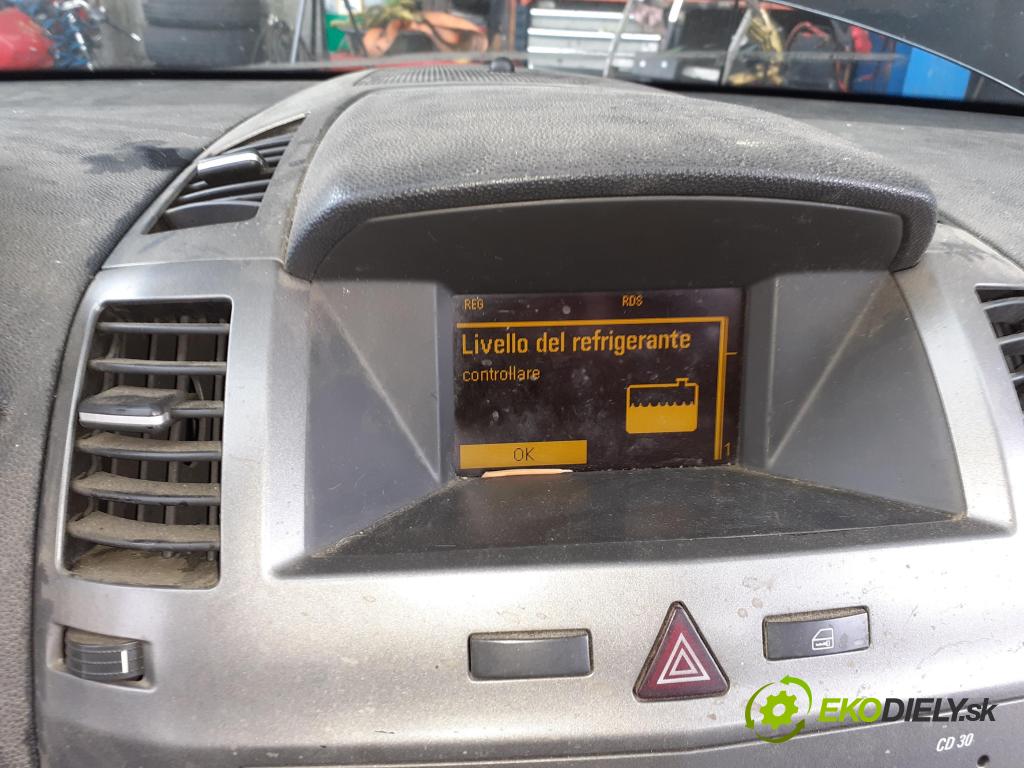 REG RDS
Livello del refrigerante
controllare
OK
1
EKODIELY.sk
CD 30